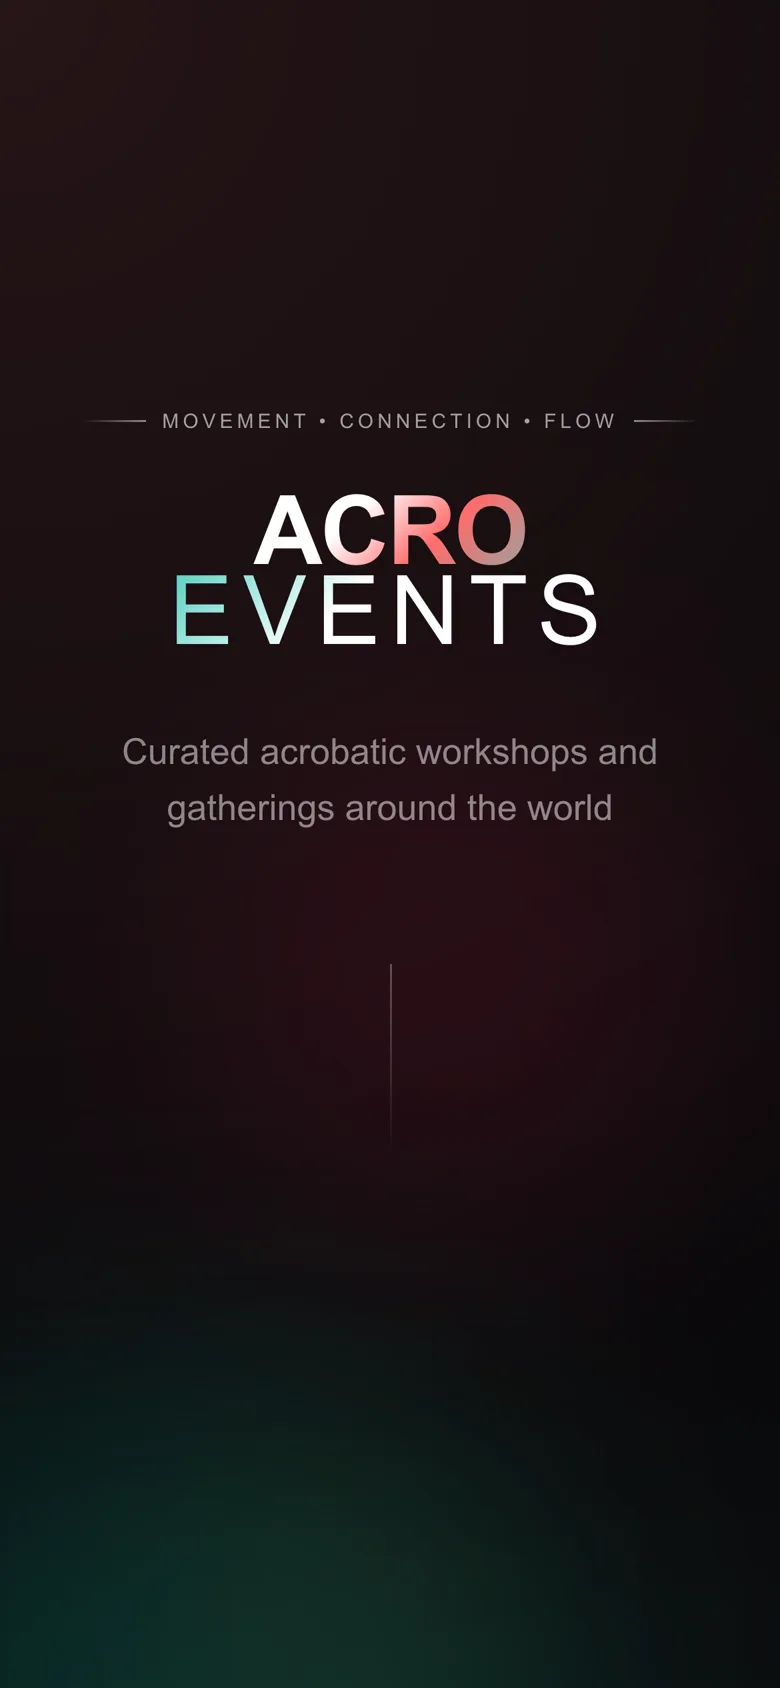 MOVEMENT • CONNECTION • FLOW
ACRO
EVENTS
Curated acrobatic workshops and
gatherings around the world